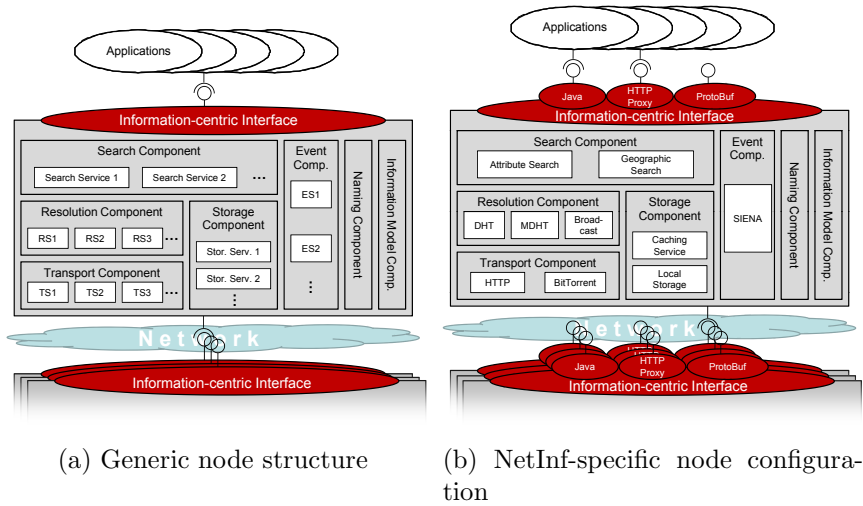 Applications
Information-centric Interface
Search Component
Search Service 1
Search Service 2
...
Event
Comp.
ES1
ES2
...
Naming Component
Information Model Comp.
Resolution Component
RS1
RS2
RS3
...
Storage
Component
Stor. Serv. 1
Stor. Serv. 2
...
Transport Component
TS1
TS2
TS3
...
Network
Information-centric Interface
(a) Generic node structure
Applications
Java
HTTP
Proxy
ProtoBuf
Information-centric Interface
Search Component
Attribute Search
Geographic
Search
Event
Comp.
SIENA
Naming Component
Information Model Comp.
Resolution Component
DHT
MDHT
Broad-
cast
Storage
Component
Caching
Service
Local
Storage
Transport Component
HTTP
BitTorrent
Network
Java
HTTP
Proxy
ProtoBuf
Information-centric Interface
(b) NetInf-specific node configura-
tion